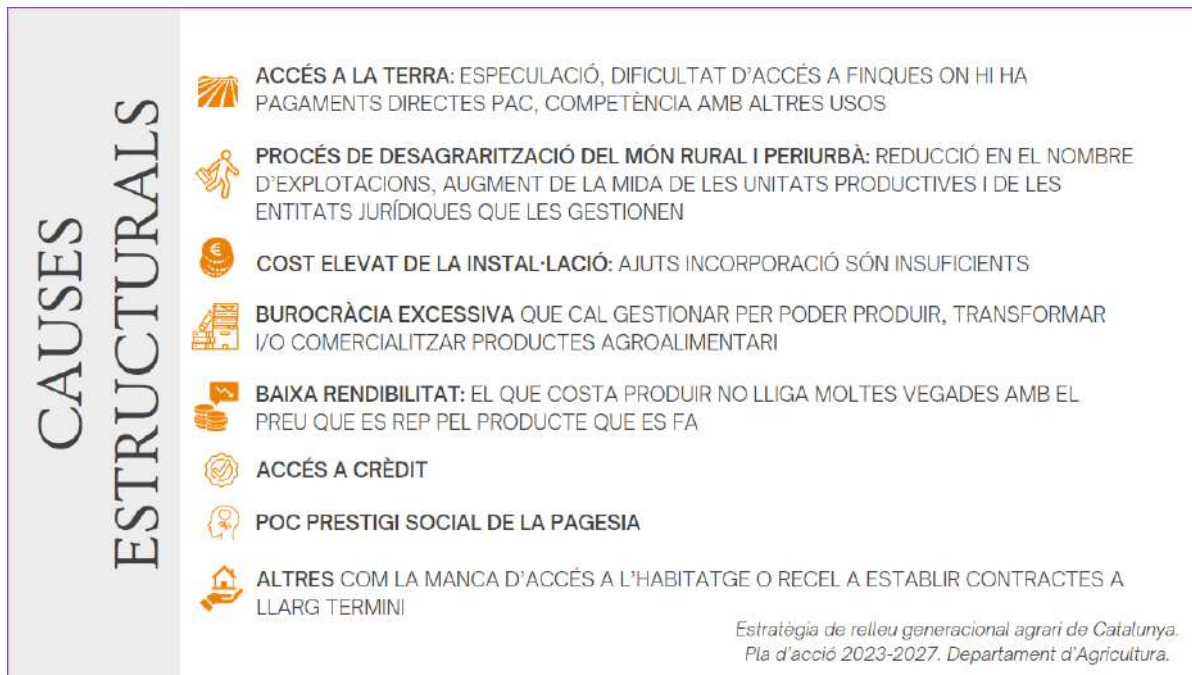 CAUSES
ESTRUCTURALS
ACCÉS A LA TERRA: ESPECULACIÓ, DIFICULTAT D'ACCÉS A FINQUES ON HI HA
PAGAMENTS DIRECTES PAC, COMPETÈNCIA AMB ALTRES USOS
PROCÉS DE DESAGRARITZACIÓ DEL MÓN RURAL I PERIURBÀ: REDUCCIÓ EN EL NOMBRE
D'EXPLOTACIONS, AUGMENT DE LA MIDA DE LES UNITATS PRODUCTIVES I DE LES
ENTITATS JURÍDIQUES QUE LES GESTIONEN
COST ELEVAT DE LA INSTAL·LACIÓ: AJUTS INCORPORACIÓ SÓN INSUFICIENTS
BUROCRÀCIA EXCESSIVA QUE CAL GESTIONAR PER PODER PRODUIR, TRANSFORMAR
I/O COMERCIALITZAR PRODUCTES AGROALIMENTARI
BAIXA RENDIBILITAT: EL QUE COSTA PRODUIR NO LLIGA MOLTES VEGADES AMB EL
PREU QUE ES REP PEL PRODUCTE QUE ES FA
ACCÉS A CRÈDIT
POC PRESTIGI SOCIAL DE LA PAGESIA
ALTRES COM LA MANCA D'ACCÉS A L'HABITATGE O RECEL A ESTABLIR CONTRACTES A
LLARG TERMINI
Estratègia de relleu generacional agrari de Catalunya.
Pla d'acció 2023-2027. Departament d'Agricultura.